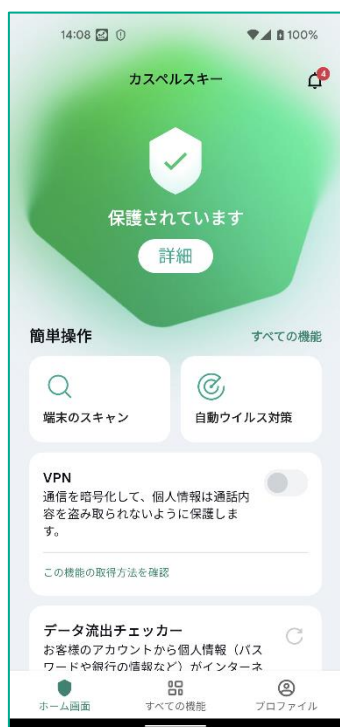 14:08 100%
カスペルスキー
4
保護されています
詳細
簡単操作 すべての機能
端末のスキャン 自動ウイルス対策
VPN
通信を暗号化して、個人情報は通話内
容を盗み取られないように保護しま
す。
この機能の取得方法を確認
データ流出チェッカー
お客様のアカウントから個人情報（パス
ワードや銀行の情報など）がインターネ
ホーム画面 すべての機能 プロファイル